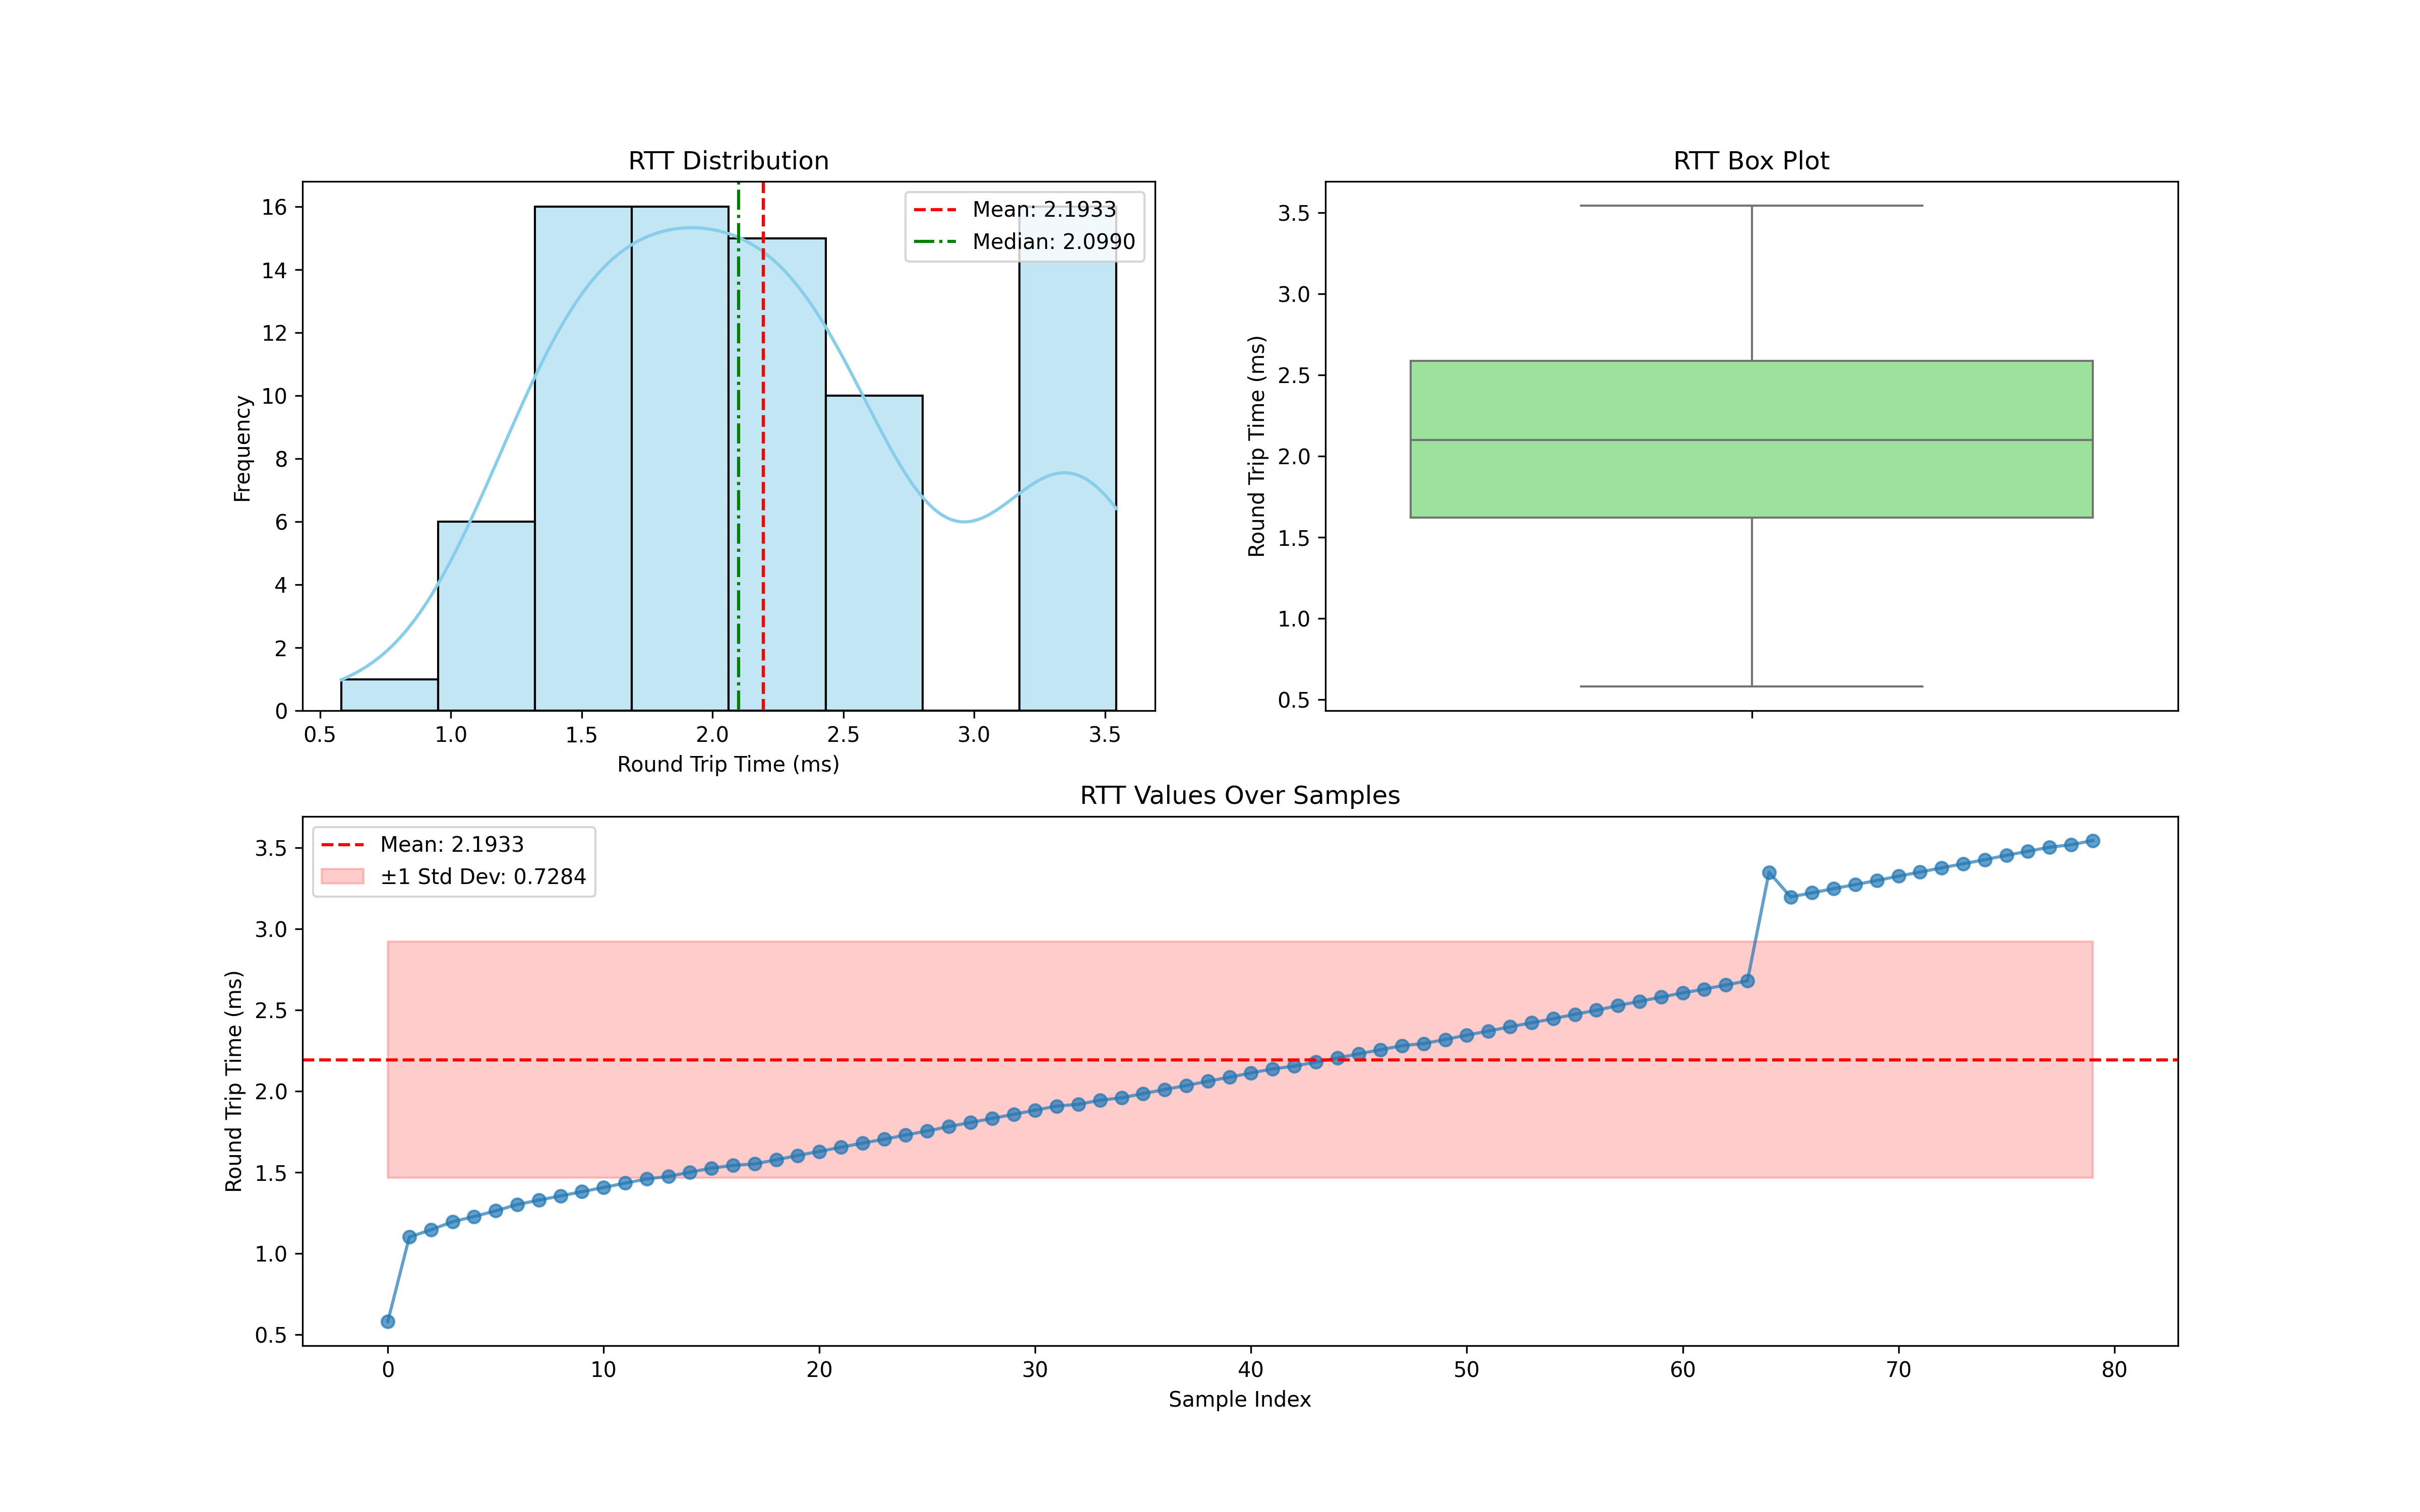 RTT Distribution
Mean: 2.1933
Median: 2.0990
Frequency
0
2
4
6
8
10
12
14
16
0.5 1.0 1.5 2.0 2.5 3.0 3.5
Round Trip Time (ms)
RTT Box Plot
Round Trip Time (ms)
3.5
3.0
2.5
2.0
1.5
1.0
0.5
RTT Values Over Samples
Mean: 2.1933
±1 Std Dev: 0.7284
Round Trip Time (ms)
3.5
3.0
2.5
2.0
1.5
1.0
0.5
0 10 20 30 40 50 60 70 80
Sample Index